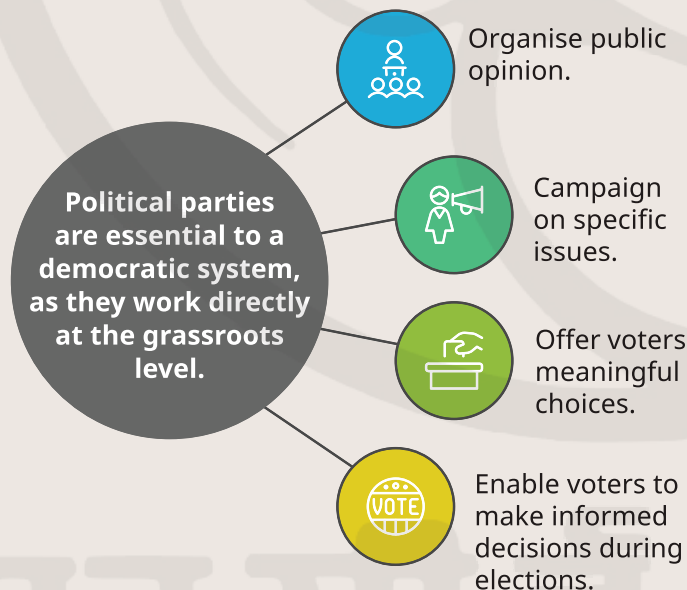 Organise public
opinion.
Political parties
are essential to a
democratic system,
as they work directly
at the grassroots
level.
Campaign
on specific
issues.
Offer voters
meaningful
choices.
VOTE
Enable voters to
make informed
decisions during
elections.